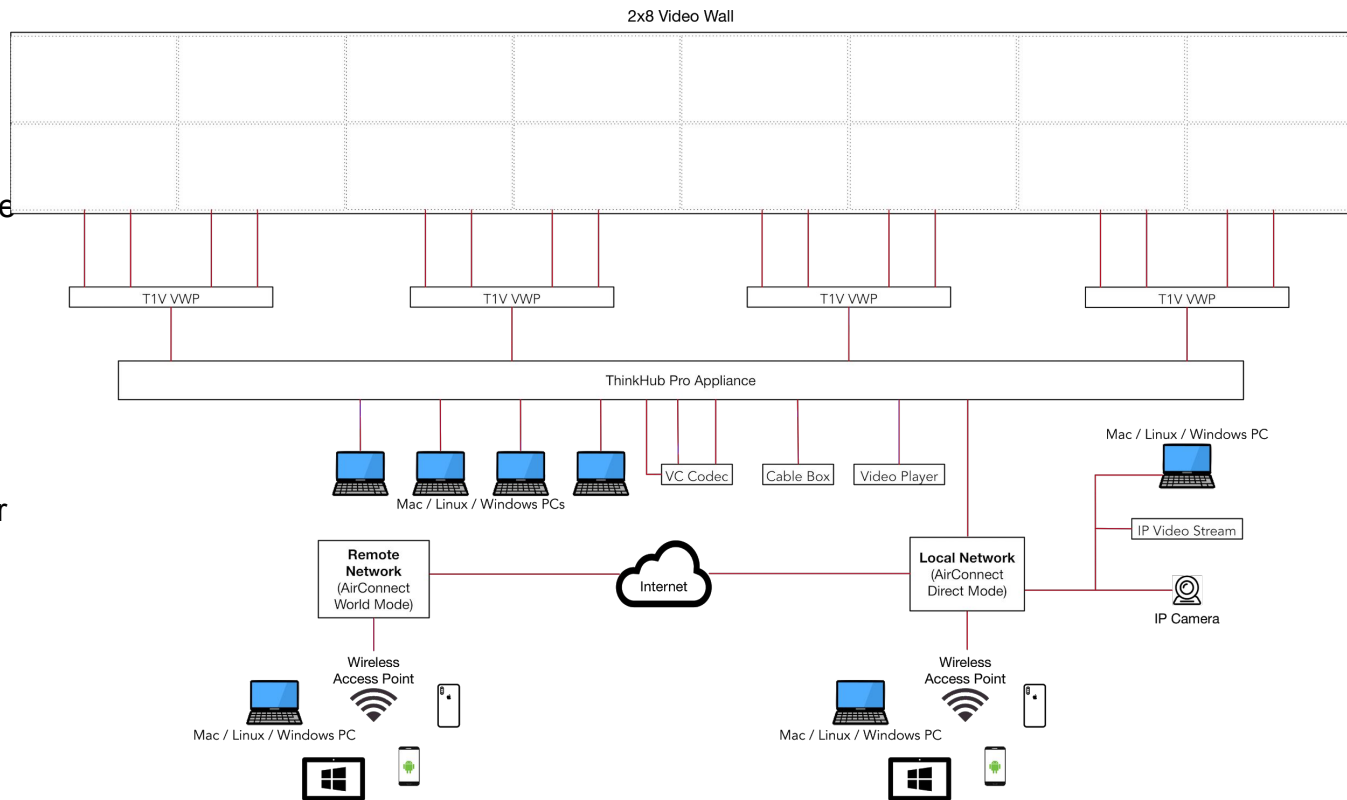 2x8 Video Wall
e
T1V VWP
T1V VWP
T1V VWP
T1V VWP
ThinkHub Pro Appliance
VC Codec
Cable Box
Video Player
Mac / Linux / Windows PCs
Mac / Linux / Windows PC
r
IP Video Stream
Remote
Network
(AirConnect
World Mode)
Internet
Local Network
(AirConnect
Direct Mode)
IP Camera
Wireless
Access Point
Mac / Linux / Windows PC
Wireless
Access Point
Mac / Linux / Windows PC